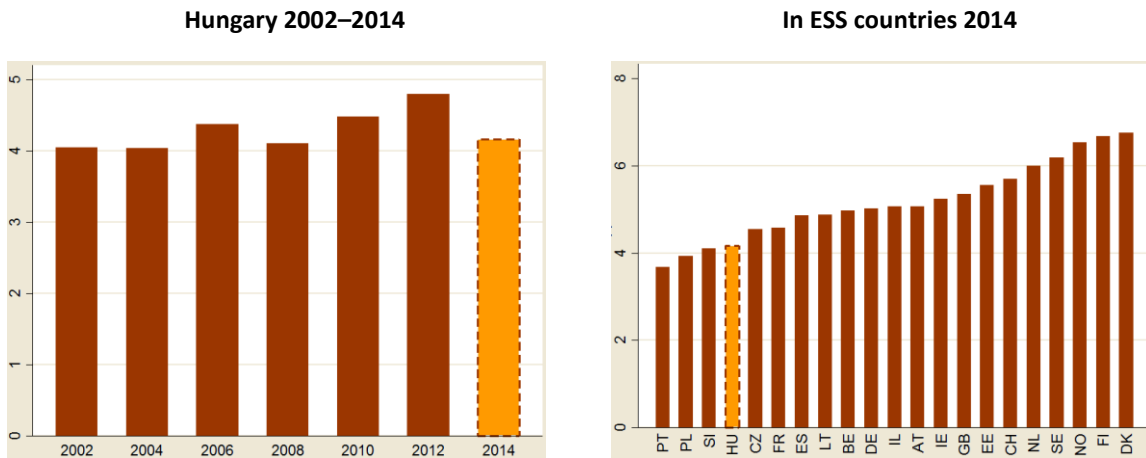 Hungary 2002–2014
5
4
3
2
1
0
2002 2004 2006 2008 2010 2012 2014
In ESS countries 2014
8
6
4
2
0
PT PL SI HU CZ FR ES LT BE DE IL AT IE GB EE CH NL SE NO FI DK